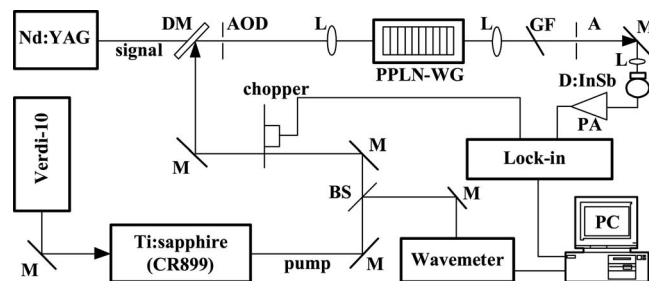 Nd:YAG
signal
DM
AOD
L
PPLN-WG
L
GF
A
M
L
D:InSb
PA
chopper
Verdi-10
M
M
Lock-in
BS
M
PC
M
Ti:sapphire
(CR899)
pump
M
Wavemeter